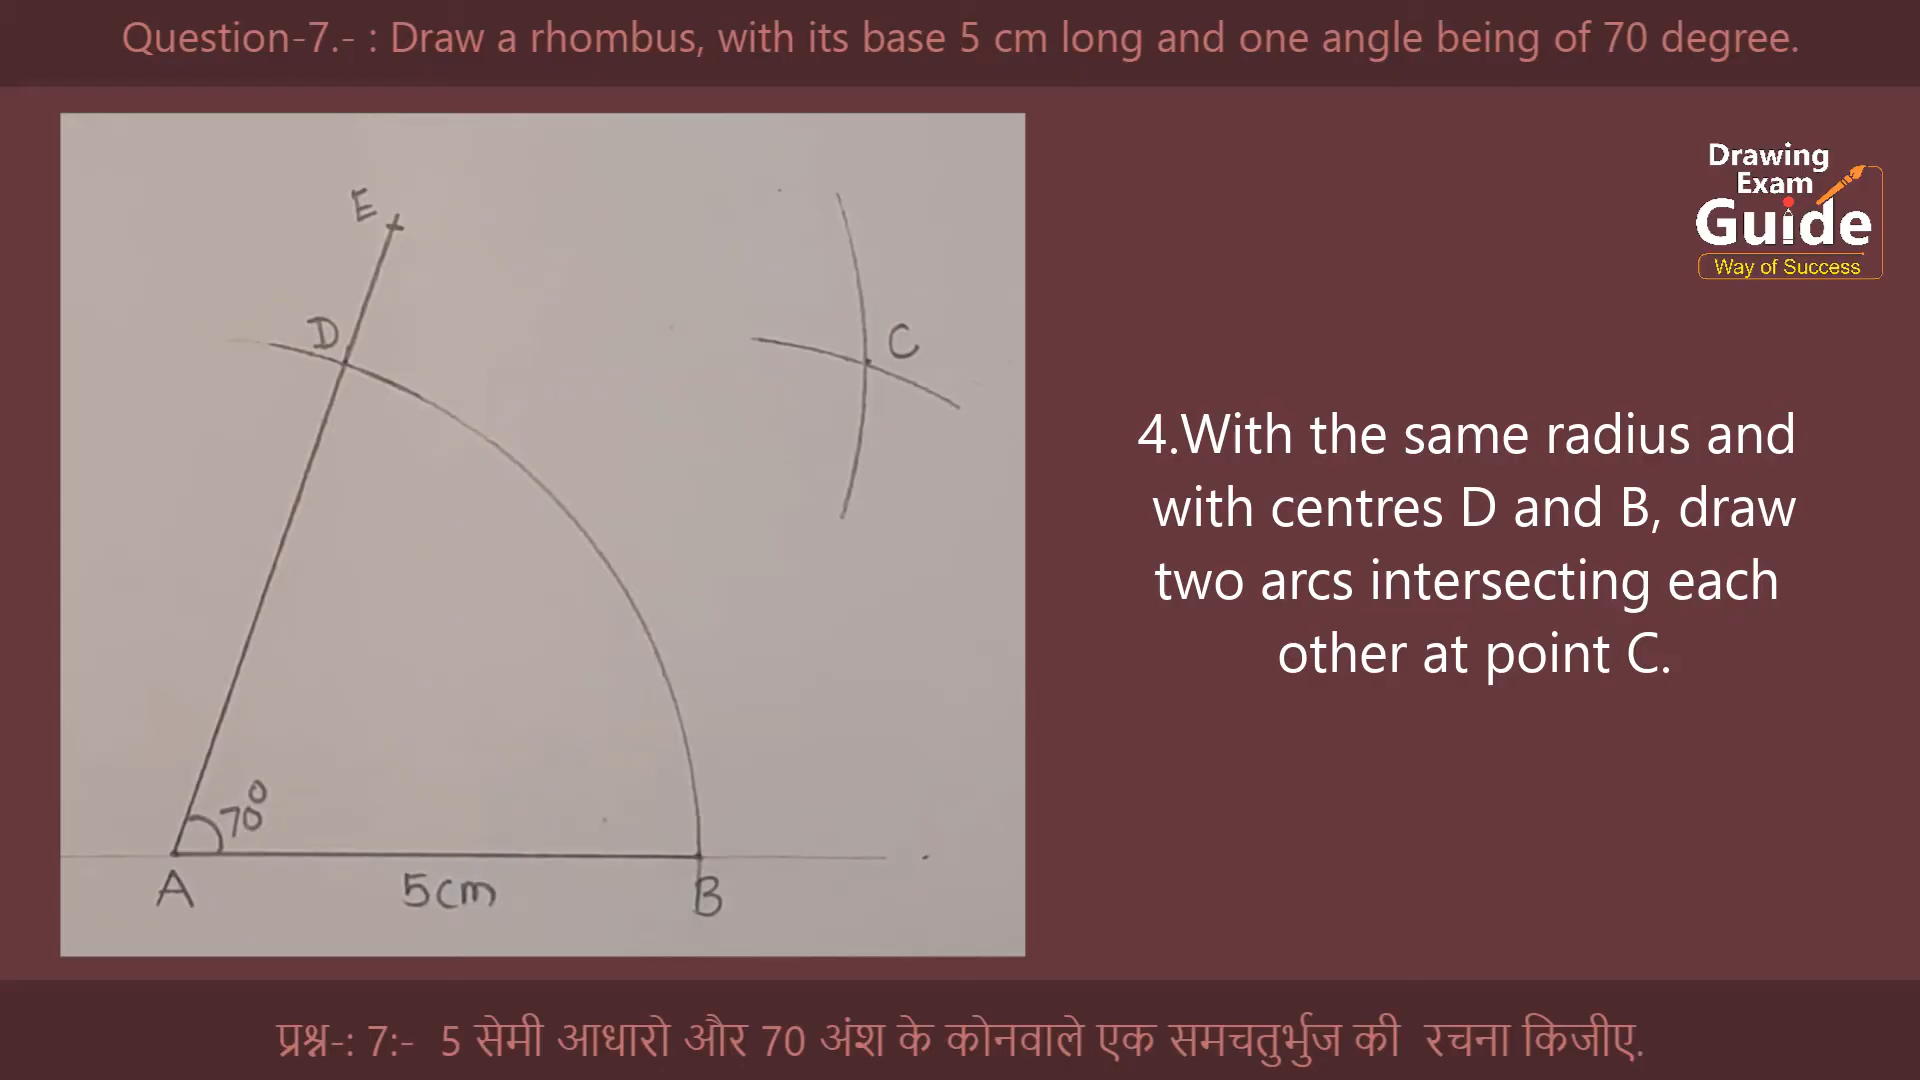 Question-7.- : Draw a rhombus, with its base 5 cm long and one angle being of 70 degree.
Drawing
Exam
Guide
Way of Success
E
D
C
4.With the same radius and
with centres D and B, draw
two arcs intersecting each
other at point C.
70⁰
A
5cm
B
प्रश्न-: 7:- 5 सेमी आधारो और 70 अंश के कोनवाले एक समचतुर्भुज की रचना किजीए.